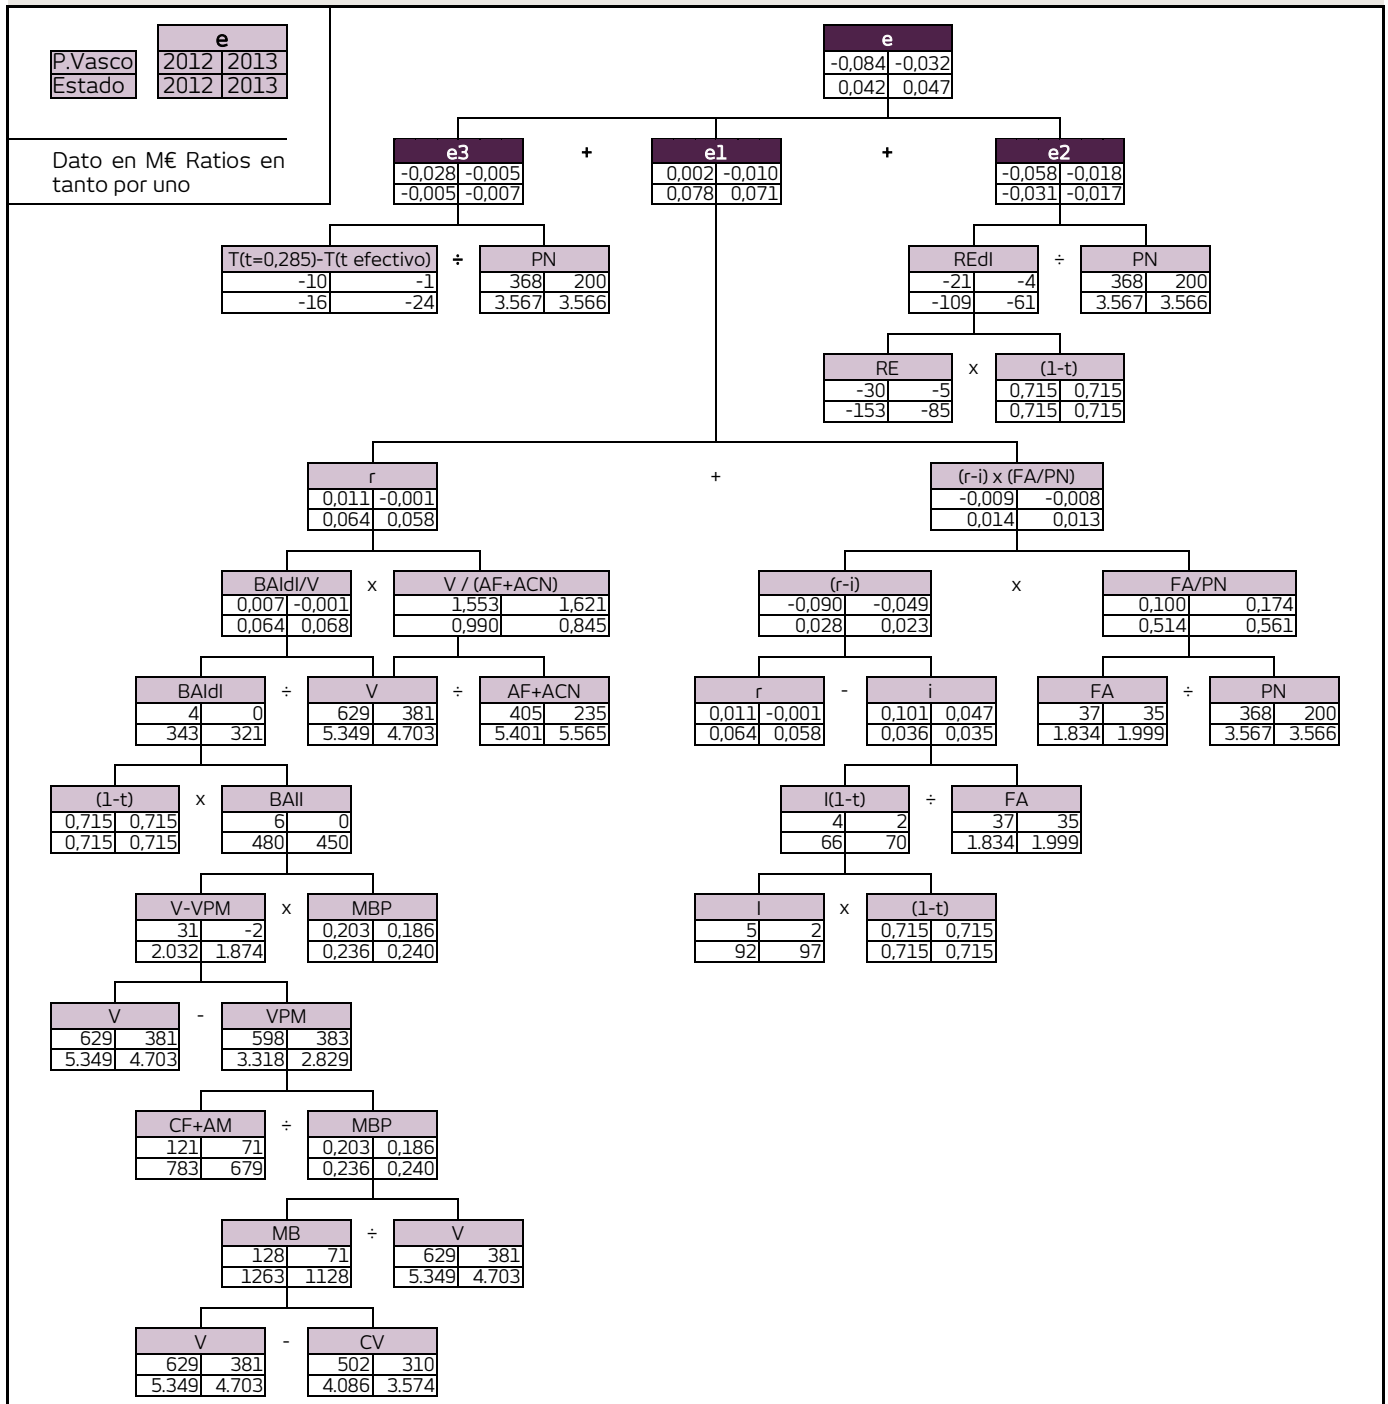 e
P.Vasco 2012 2013
Estado 2012 2013
Dato en M€ Ratios en
tanto por uno
e
-0,084 -0,032
0,042 0,047
e3 + e1 + e2
-0,028 -0,005 0,002 -0,010 -0,058 -0,018
-0,005 -0,007 0,078 0,071 -0,031 -0,017
T(t=0,285)-T(t efectivo) ÷ PN REdI ÷ PN
-10 -1 368 200 -21 -4 368 200
-16 -24 3.567 3.566 -109 -61 3.567 3.566
RE x (1-t)
-30 -5 0,715 0,715
-153 -85 0,715 0,715
r + (r-i) x (FA/PN)
0,011 -0,001 -0,009 -0,008
0,064 0,058 0,014 0,013
BAIdI/V x V / (AF+ACN) (r-i) x FA/PN
0,007 -0,001 1,553 1,621 -0,090 -0,049 0,100 0,174
0,064 0,068 0,990 0,845 0,028 0,023 0,514 0,561
BAIdI ÷ V ÷ AF+ACN r - i FA ÷ PN
4 0 629 381 405 235 0,011 -0,001 0,101 0,047 37 35 368 200
343 321 5.349 4.703 5.401 5.565 0,064 0,058 0,036 0,035 1.834 1.999 3.567 3.566
(1-t) x BAII I(1-t) ÷ FA
0,715 0,715 6 0 4 2 37 35
0,715 0,715 480 450 66 70 1.834 1.999
V-VPM x MBP I x (1-t)
31 -2 0,203 0,186 5 2 0,715 0,715
2.032 1.874 0,236 0,240 92 97 0,715 0,715
V - VPM
629 381 598 383
5.349 4.703 3.318 2.829
CF+AM ÷ MBP
121 71 0,203 0,186
783 679 0,236 0,240
MB ÷ V
128 71 629 381
1263 1128 5.349 4.703
V - CV
629 381 502 310
5.349 4.703 4.086 3.574